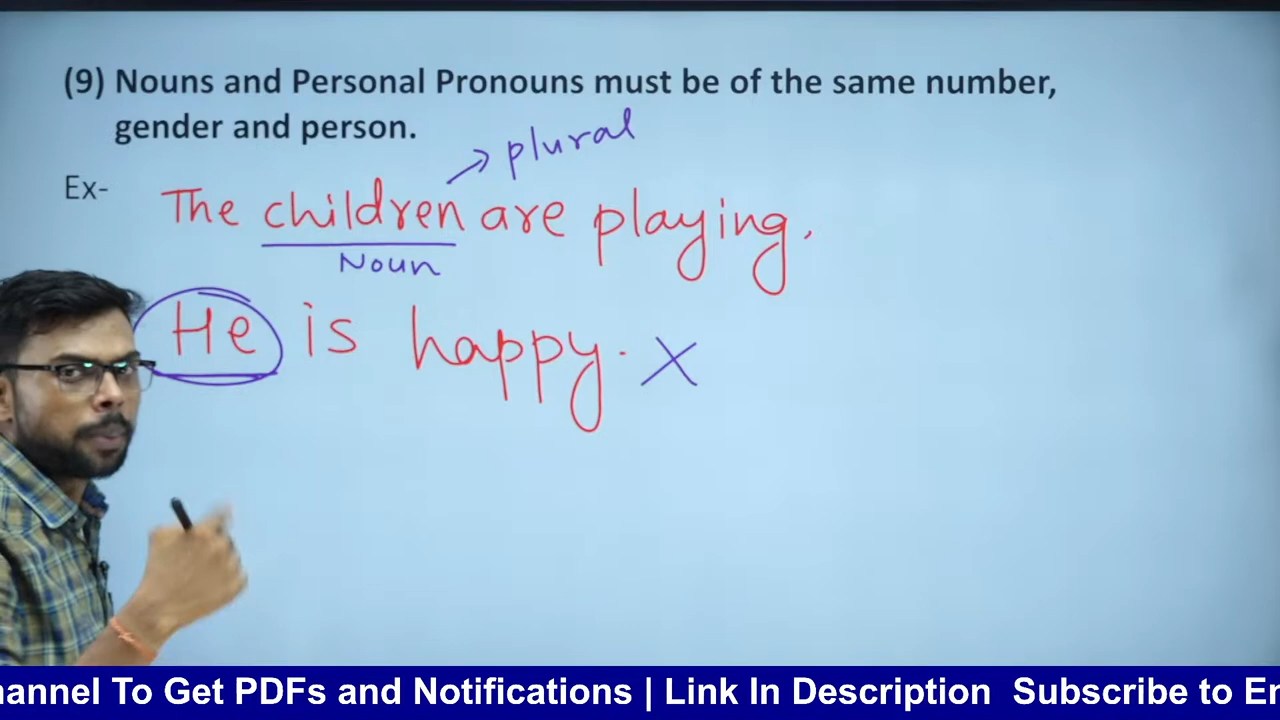 (9) Nouns and Personal Pronouns must be of the same number,
gender and person.
plural
Ex-
The children are playing.
Noun
He is happy. X
hannel To Get PDFs and Notifications | Link In Description Subscribe to En